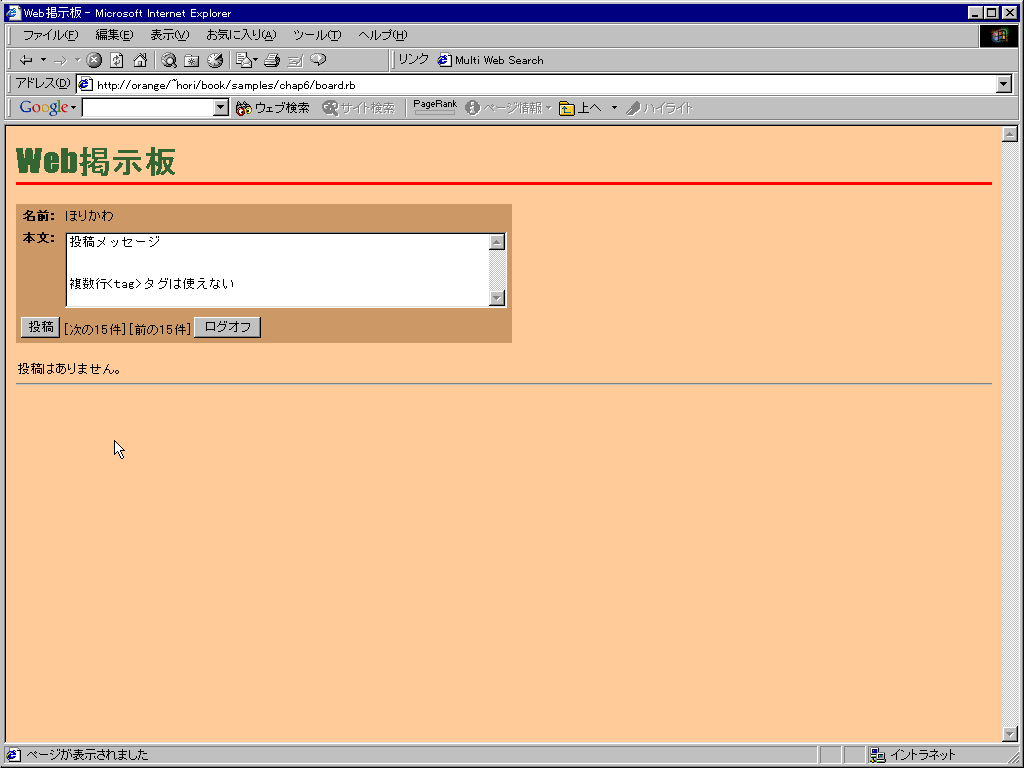 Web掲示板 - Microsoft Internet Explorer
ファイル(F) 編集(E) 表示(V) お気に入り(A) ツール(T) ヘルプ(H)
リンク Multi Web Search
アドレス(D) http://orange/~hori/book/samples/chap6/board.rb
Google ウェブ検索 サイト検索 PageRank ページ情報 上へ ハイライト
Web掲示板
名前: ほりかわ
本文: 投稿メッセージ
複数行<tag>タグは使えない
投稿 [次の15件][前の15件] ログオフ
投稿はありません。
ページが表示されました イントラネット